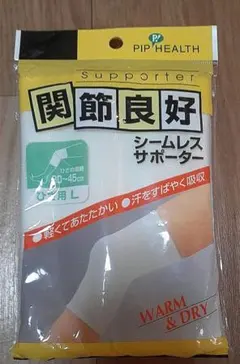 P!
PIP HEALTH
Supporter
関節良好
シームレス
サポーター
ひざ用 L
●軽くてあたたかい ●汗をすばやく吸収
WARM
& DRY